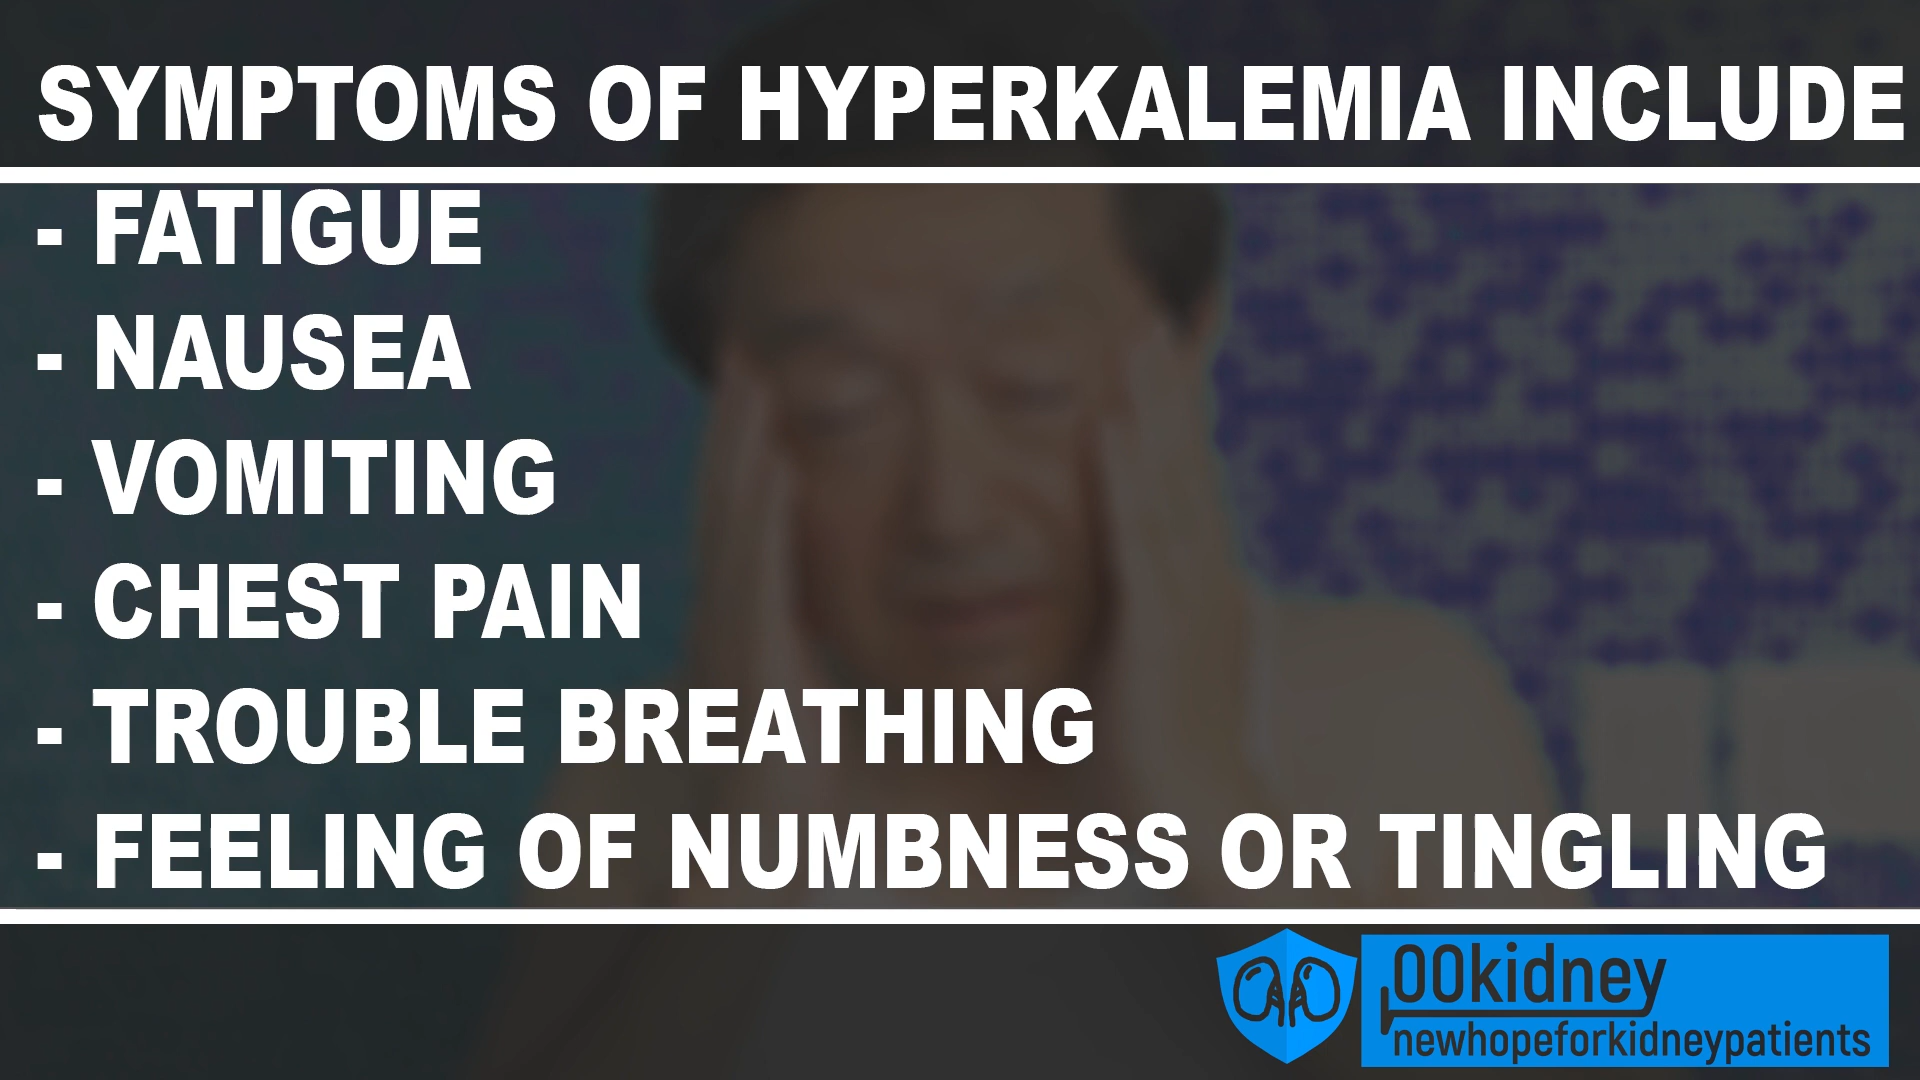 SYMPTOMS OF HYPERKALEMIA INCLUDE
- FATIGUE
- NAUSEA
- VOMITING
- CHEST PAIN
- TROUBLE BREATHING
- FEELING OF NUMBNESS OR TINGLING
00kidney
newhopeforkidneypatients